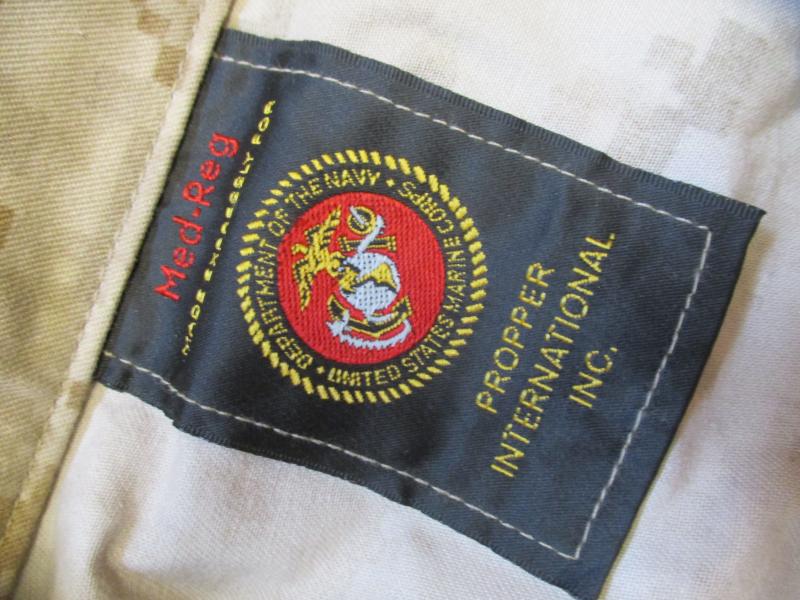 Med-Reg
MADE EXPRESSLY FOR
DEPARTMENT OF THE NAVY
UNITED STATES MARINE CORPS
PROPPER
INTERNATIONAL
INC.